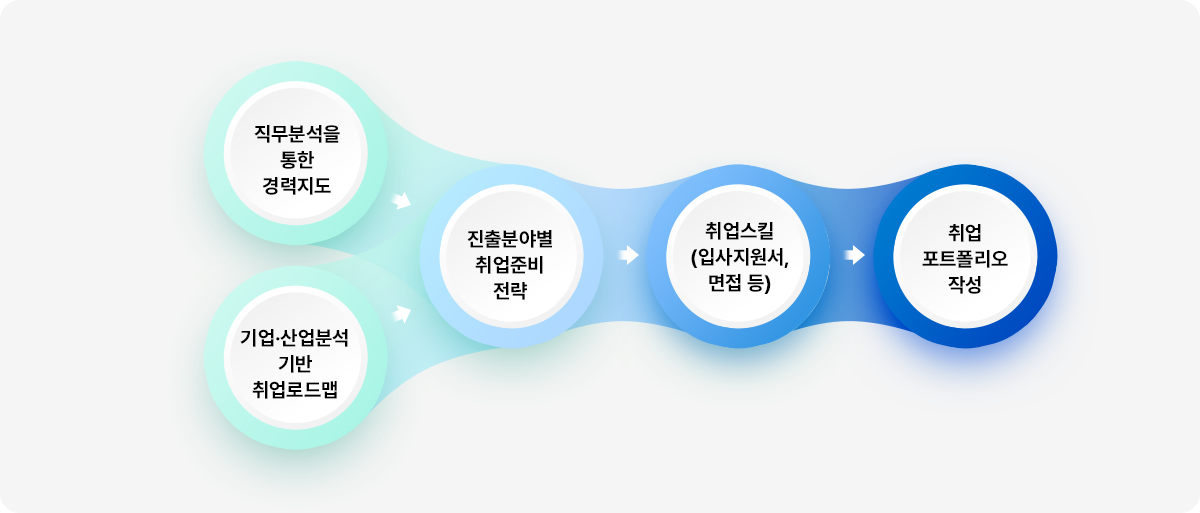 직무분석을
통한
경력지도
기업·산업분석
기반
취업로드맵
진출분야별
취업준비
전략
취업스킬
(입사지원서,
면접 등)
취업
포트폴리오
작성